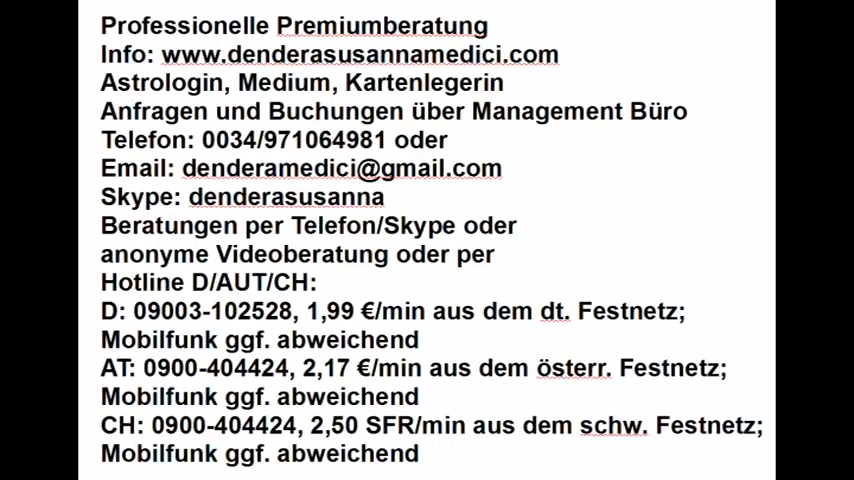 Professionelle Premiumberatung
Info: www.denderasusannamedici.com
Astrologin, Medium, Kartenlegerin
Anfragen und Buchungen über Management Büro
Telefon: 0034/971064981 oder
Email: denderamedici@gmail.com
Skype: denderasusanna
Beratungen per Telefon/Skype oder
anonyme Videoberatung oder per
Hotline D/AUT/CH:
D: 09003-102528, 1,99 €/min aus dem dt. Festnetz;
Mobilfunk ggf. abweichend
AT: 0900-404424, 2,17 €/min aus dem österr. Festnetz;
Mobilfunk ggf. abweichend
CH: 0900-404424, 2,50 SFR/min aus dem schw. Festnetz;
Mobilfunk ggf. abweichend